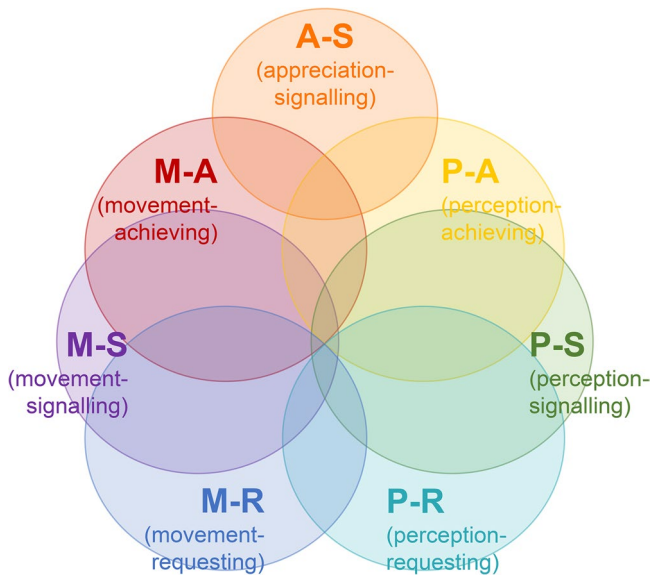 A-S
(appreciation-
signalling)
M-A
(movement-
achieving)
P-A
(perception-
achieving)
M-S
(movement-
signalling)
P-S
(perception-
signalling)
M-R
(movement-
requesting)
P-R
(perception-
requesting)